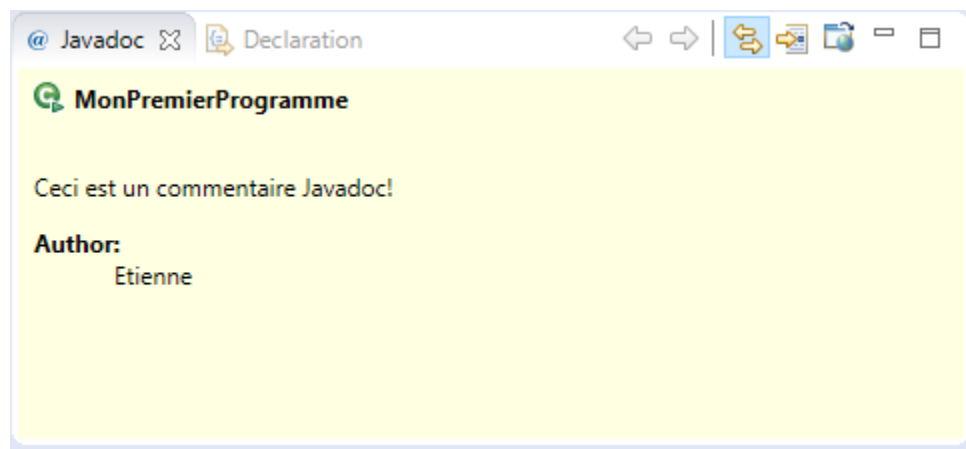 @ Javadoc Declaration
MonPremierProgramme
Ceci est un commentaire Javadoc!
Author:
Etienne